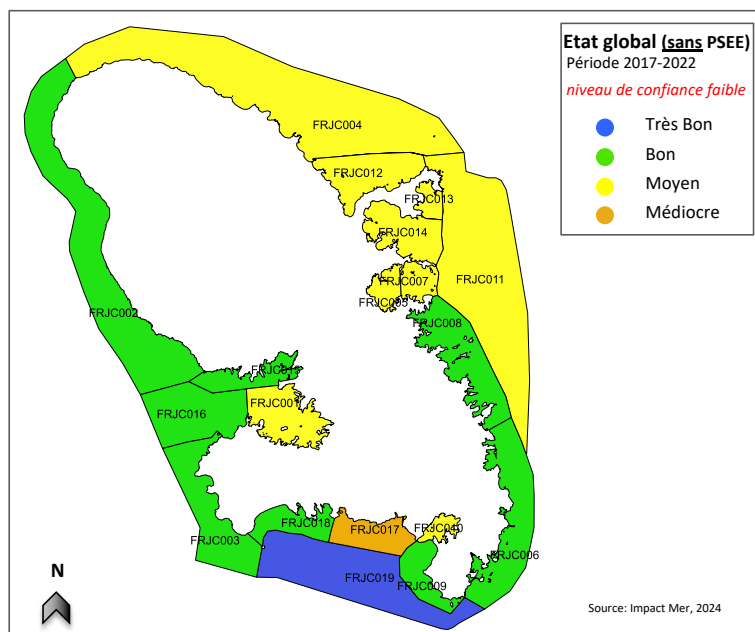 Etat global (sans PSEE)
Période 2017-2022
niveau de confiance faible
Très Bon
Bon
Moyen
Médiocre
FRJC004
FRJC012
FRJC013
FRJC014
FRJC011
FRJC007
FRJC005
FRJC008
FRJC002
FRJC015
FRJC001
FRJC016
FRJC018
FRJC017
FRJC010
FRJC003
FRJC006
FRJC019
FRJC009
N
Source: Impact Mer, 2024